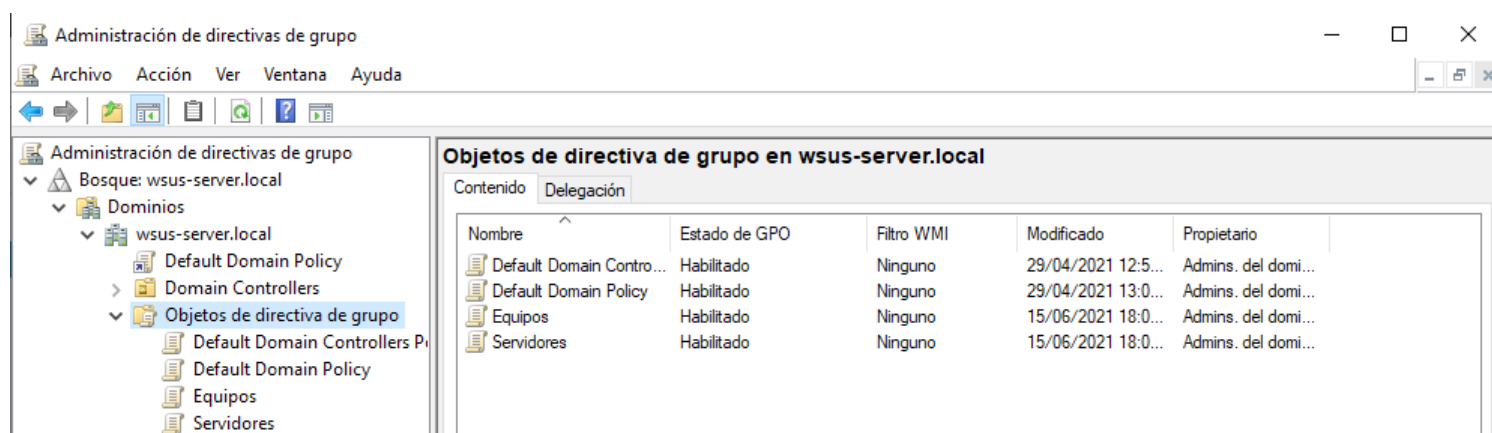 Administración de directivas de grupo
Archivo Acción Ver Ventana Ayuda
Administración de directivas de grupo
Bosque: wsus-server.local
Dominios
wsus-server.local
Default Domain Policy
Domain Controllers
Objetos de directiva de grupo
Default Domain Controllers P
Default Domain Policy
Equipos
Servidores
Objetos de directiva de grupo en wsus-server.local
Contenido Delegación
Nombre Estado de GPO Filtro WMI Modificado Propietario
Default Domain Contro... Habilitado Ninguno 29/04/2021 12:5... Admins. del domi...
Default Domain Policy Habilitado Ninguno 29/04/2021 13:0... Admins. del domi...
Equipos Habilitado Ninguno 15/06/2021 18:0... Admins. del domi...
Servidores Habilitado Ninguno 15/06/2021 18:0... Admins. del domi...